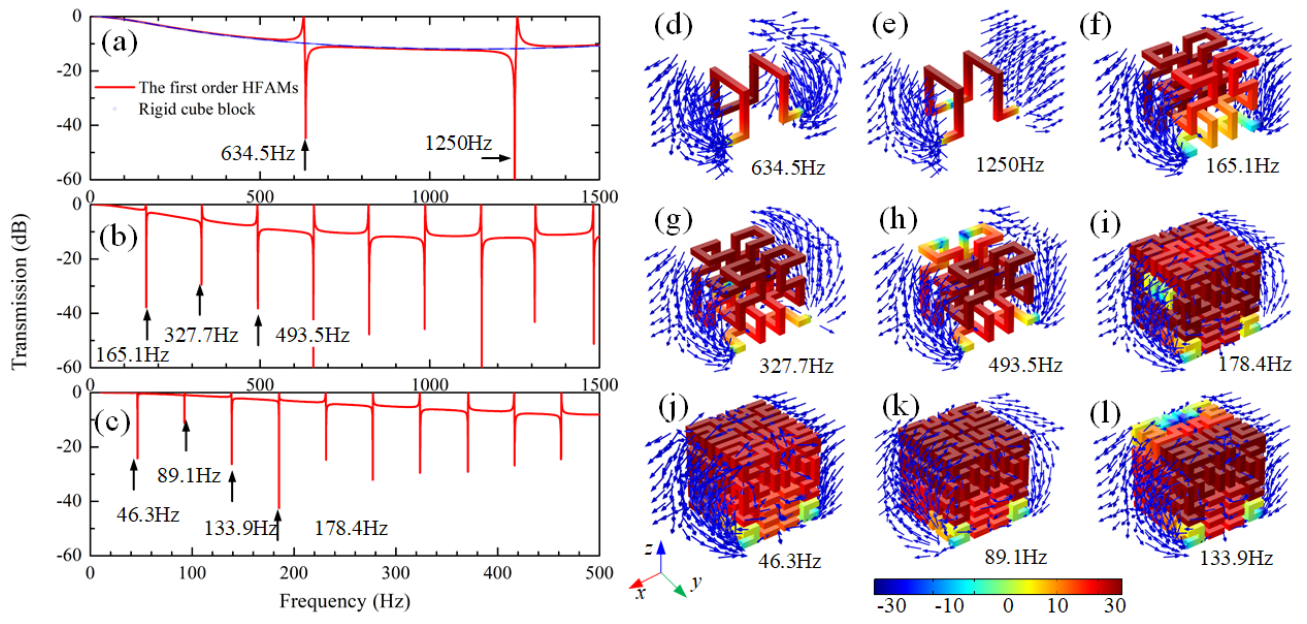 Transmission (dB)
0
-20
-40
-60
(a)
The first order HFAMs
Rigid cube block
634.5Hz
1250Hz
0 500 1000 1500
0
-20
-40
-60
(b)
165.1Hz
327.7Hz
493.5Hz
0 500 1000 1500
0
-20
-40
-60
(c)
46.3Hz
89.1Hz
133.9Hz
178.4Hz
0 100 200 300 400 500
Frequency (Hz)
(d)
634.5Hz
(e)
1250Hz
(f)
165.1Hz
(g)
327.7Hz
(h)
493.5Hz
(i)
178.4Hz
(j)
46.3Hz
(k)
89.1Hz
(l)
133.9Hz
z
x
y
-30 -10 0 10 30